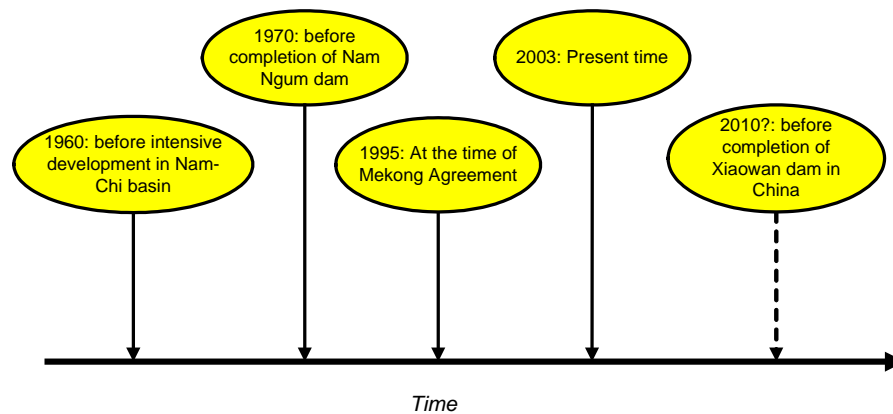 1960: before intensive
development in Nam-
Chi basin
1970: before
completion of Nam
Ngum dam
1995: At the time of
Mekong Agreement
2003: Present time
2010?: before
completion of
Xiaowan dam in
China
Time